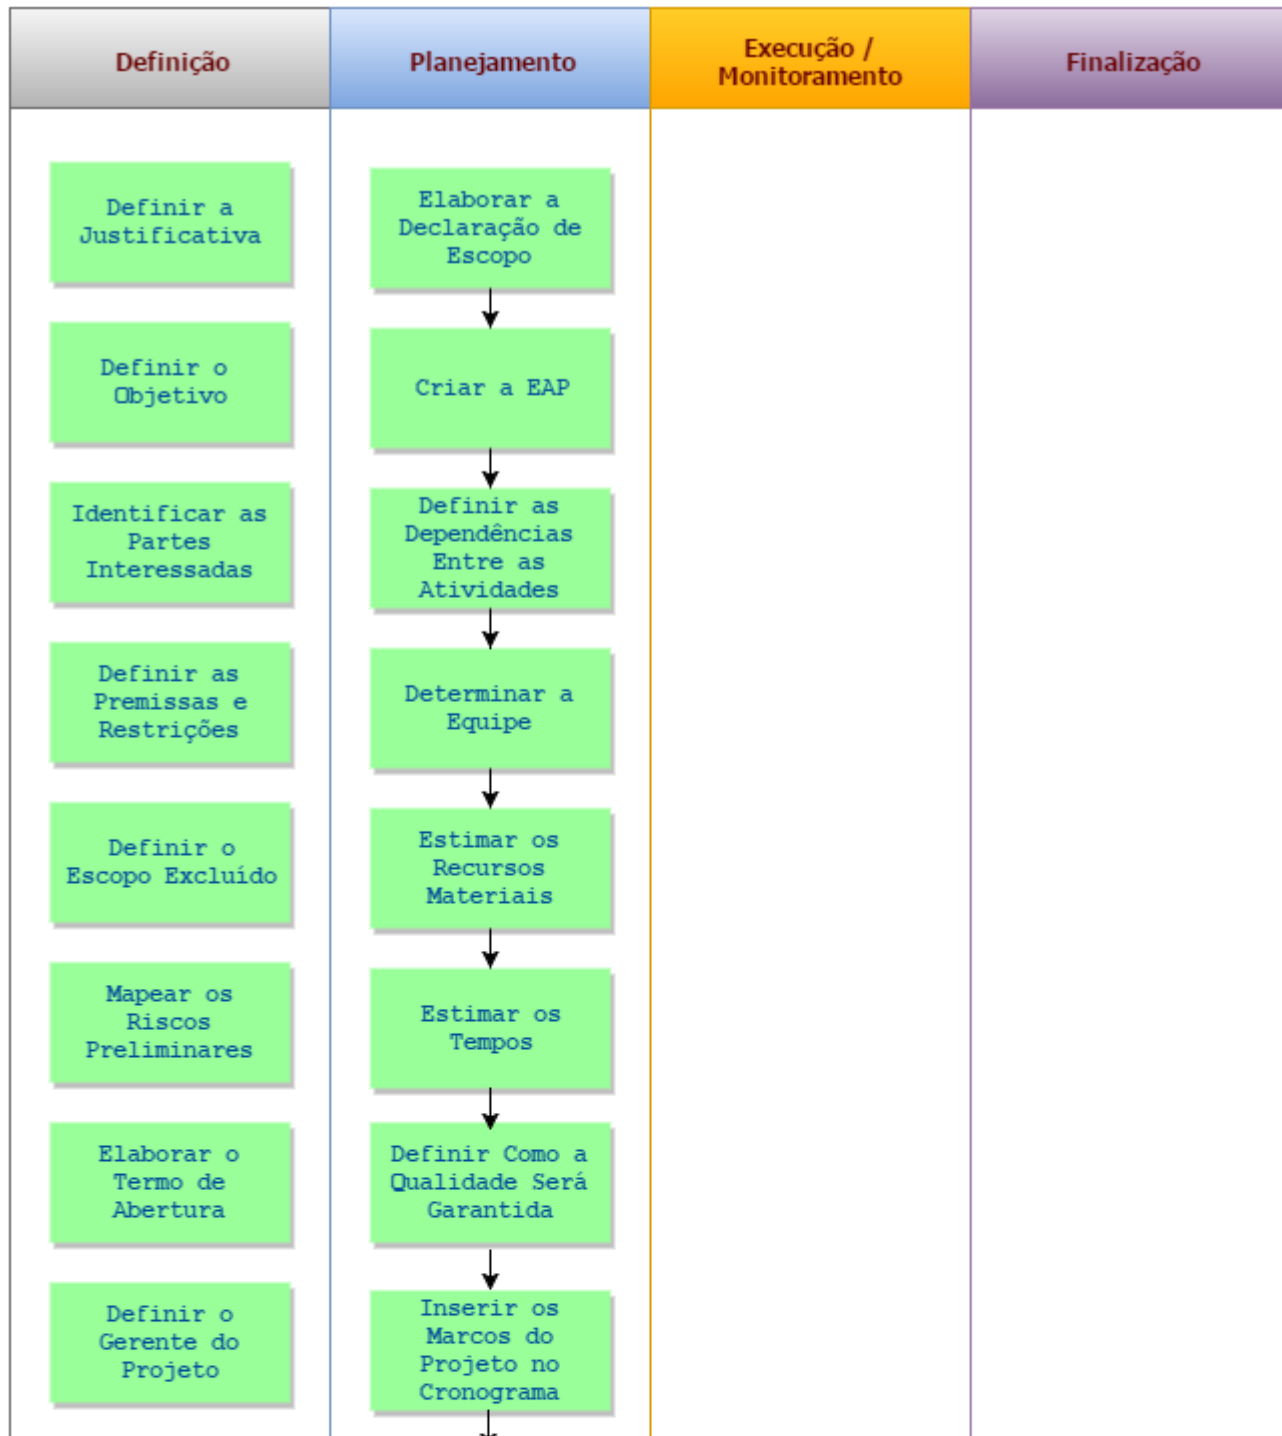 Definição
Planejamento
Execução /
Monitoramento
Finalização
Definir a
Justificativa
Definir o
Objetivo
Identificar as
Partes
Interessadas
Definir as
Premissas e
Restrições
Definir o
Escopo Excluído
Mapear os
Riscos
Preliminares
Elaborar o
Termo de
Abertura
Definir o
Gerente do
Projeto
Elaborar a
Declaração de
Escopo
Criar a EAP
Definir as
Dependências
Entre as
Atividades
Determinar a
Equipe
Estimar os
Recursos
Materiais
Estimar os
Tempos
Definir Como a
Qualidade Será
Garantida
Inserir os
Marcos do
Projeto no
Cronograma